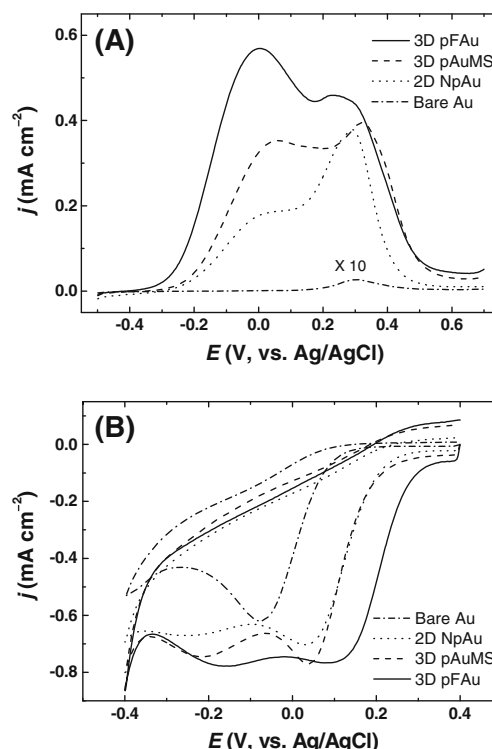 (A)
3D pFAu
3D pAuMS
2D NpAu
Bare Au
X 10
j (mA cm⁻²)
0.6
0.4
0.2
0.0
-0.4 -0.2 0.0 0.2 0.4 0.6
E (V, vs. Ag/AgCl)
(B)
Bare Au
2D NpAu
3D pAuMS
3D pFAu
j (mA cm⁻²)
0.0
-0.2
-0.4
-0.6
-0.8
-0.4 -0.2 0.0 0.2 0.4
E (V, vs. Ag/AgCl)